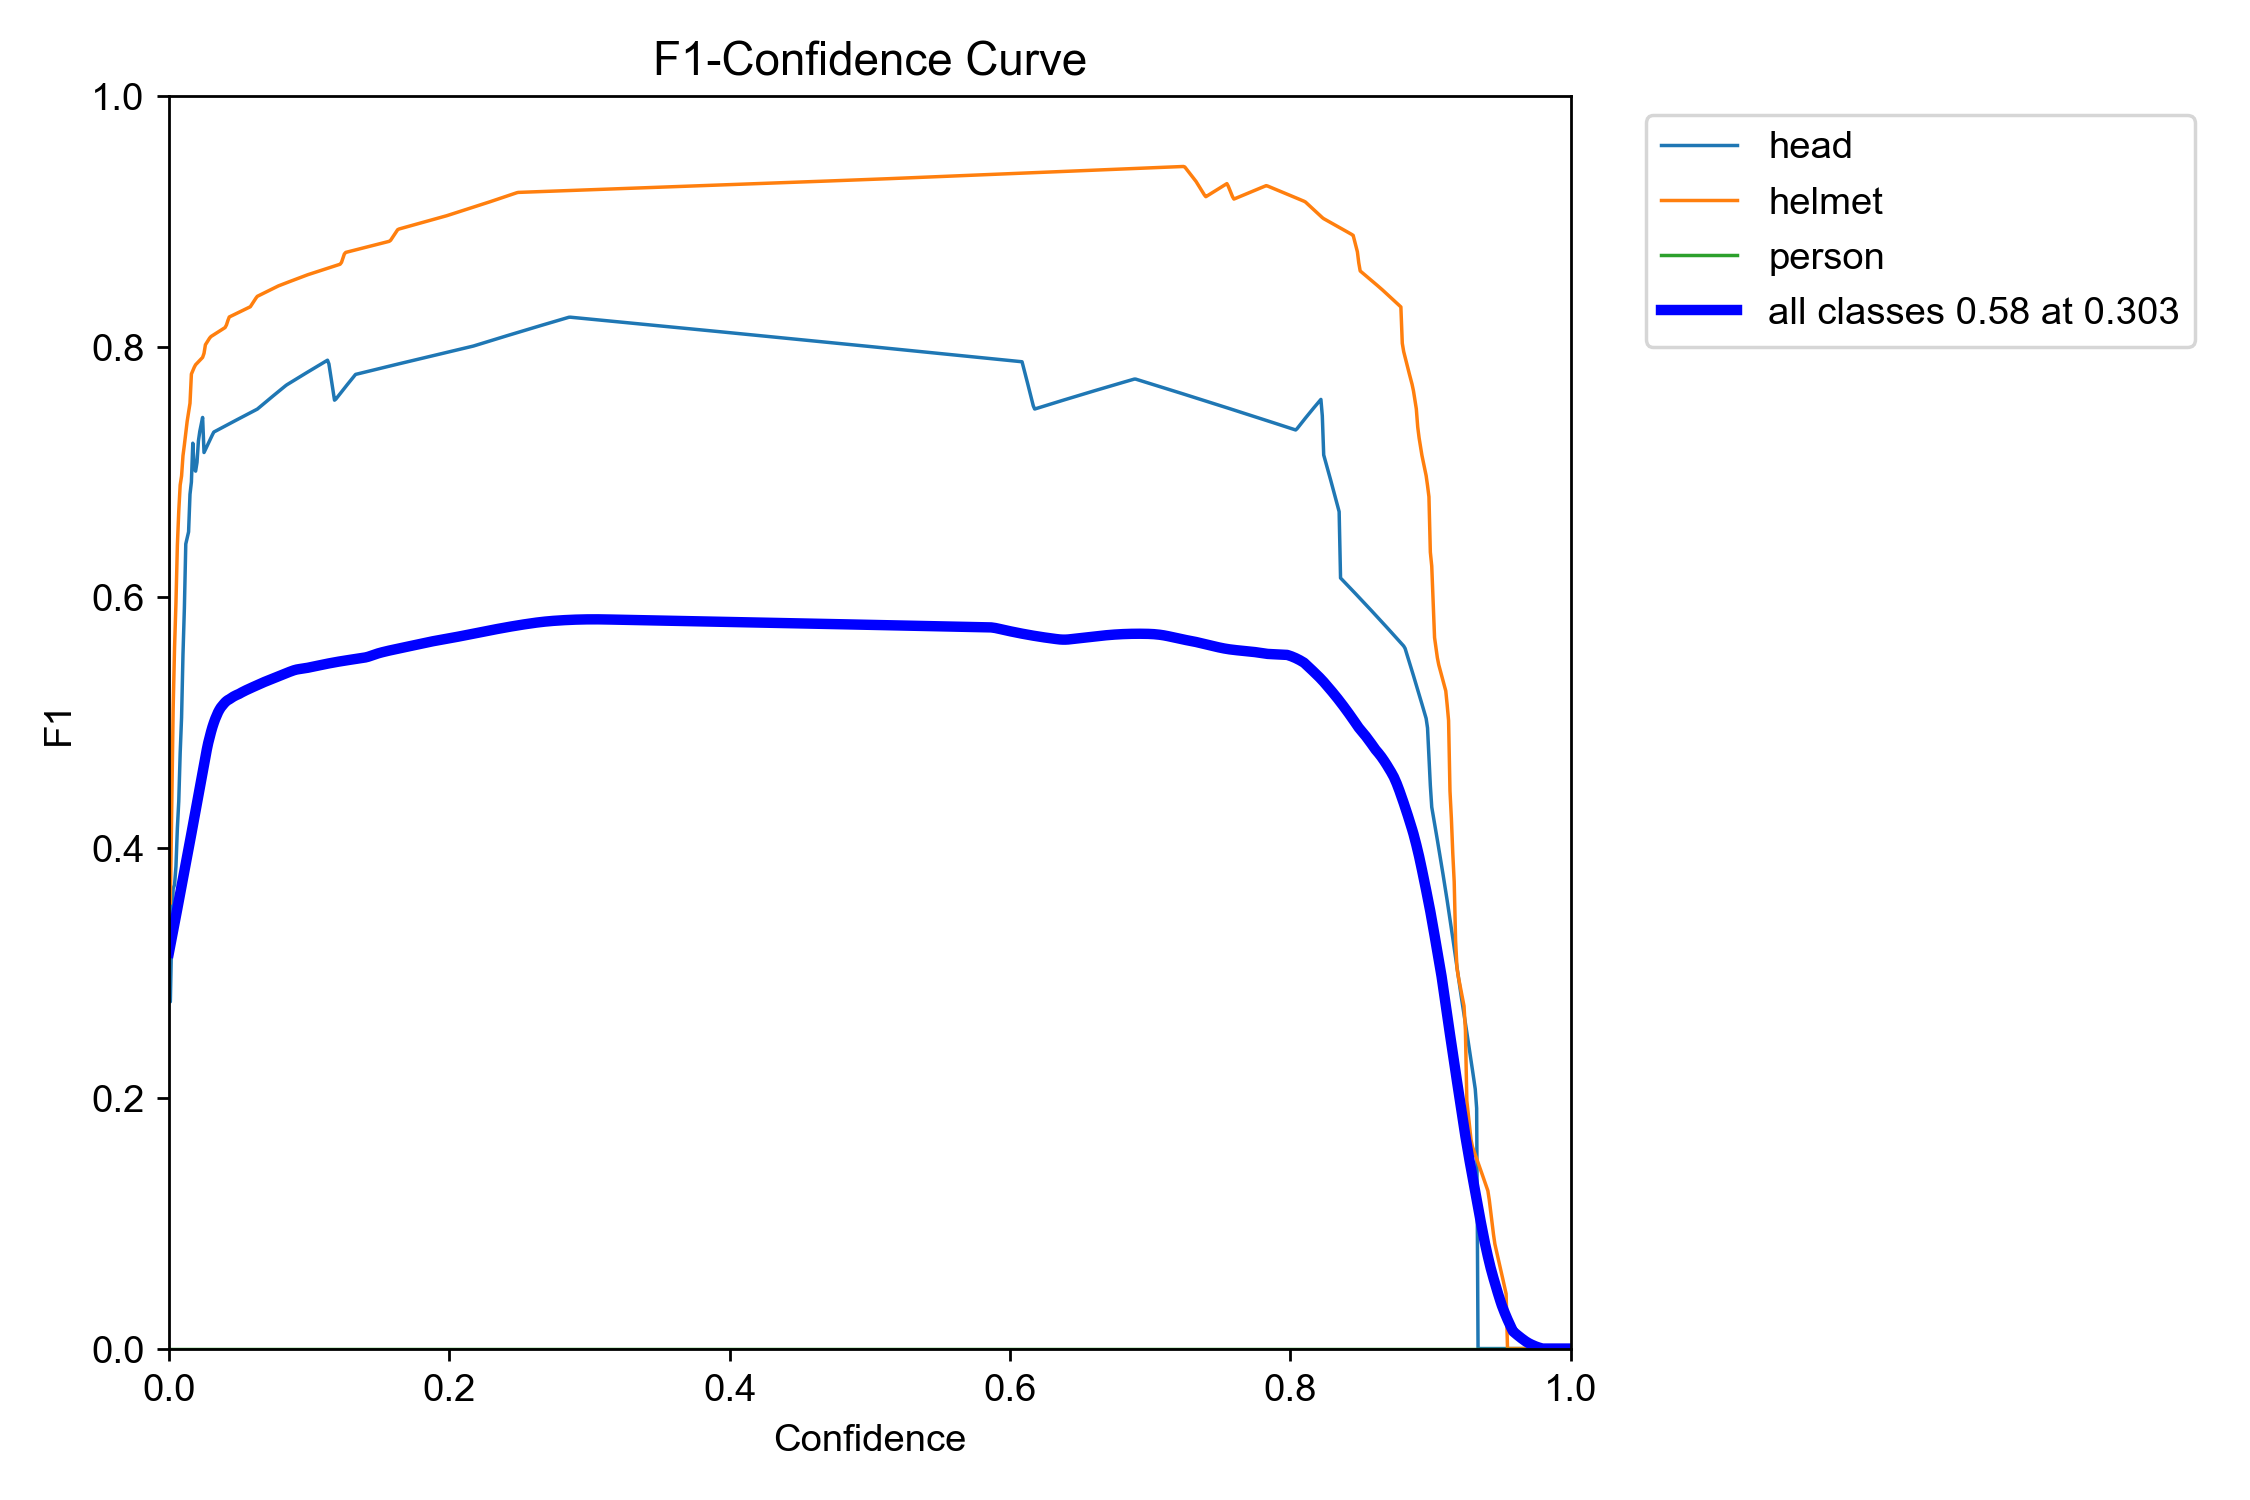 F1-Confidence Curve
1.0
0.8
0.6
0.4
0.2
0.0
F1
0.0 0.2 0.4 0.6 0.8 1.0
Confidence
head
helmet
person
all classes 0.58 at 0.303